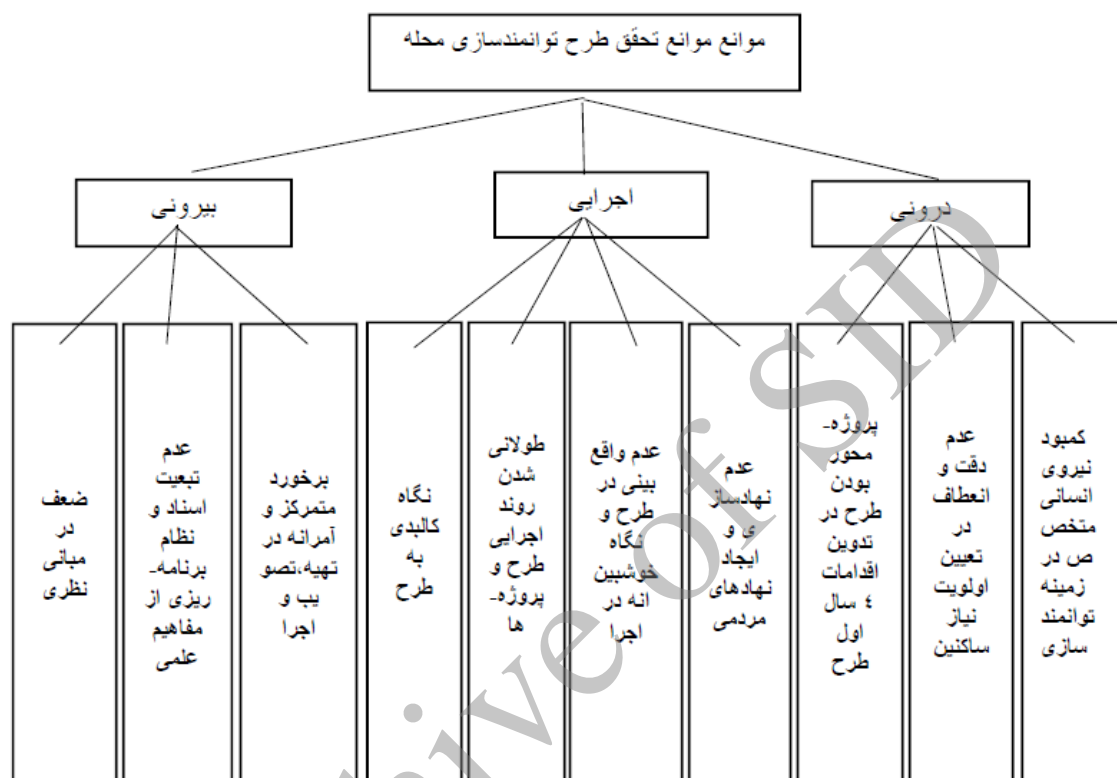 موانع موانع تحقق طرح توانمندسازی محله
درونی
اجرایی
بیرونی
کمبود
نیروی
انسانی
متخص
ص در
زمینه
توانمند
سازی
عدم
دقت و
انعطاف
در
تعیین
اولویت
نیاز
ساکنین
پروژه-
محور
بودن
طرح در
تدوین
اقدامات
٤ سال
اول
طرح
عدم
نهادساز
ی و
ایجاد
نهادهای
مردمی
عدم واقع
بینی در
طرح و
نگاه
خوشبین
انه در
اجرا
طولانی
شدن
روند
اجرایی
طرح و
پروژه-
ها
نگاه
کالبدی
به
طرح
برخورد
متمرکز و
آمرانه در
تهیه،تصو
یب و
اجرا
عدم
تبعیت
اسناد و
نظام
برنامه-
ریزی از
مفاهیم
علمی
ضعف
در
مبانی
نظری
hive of SID